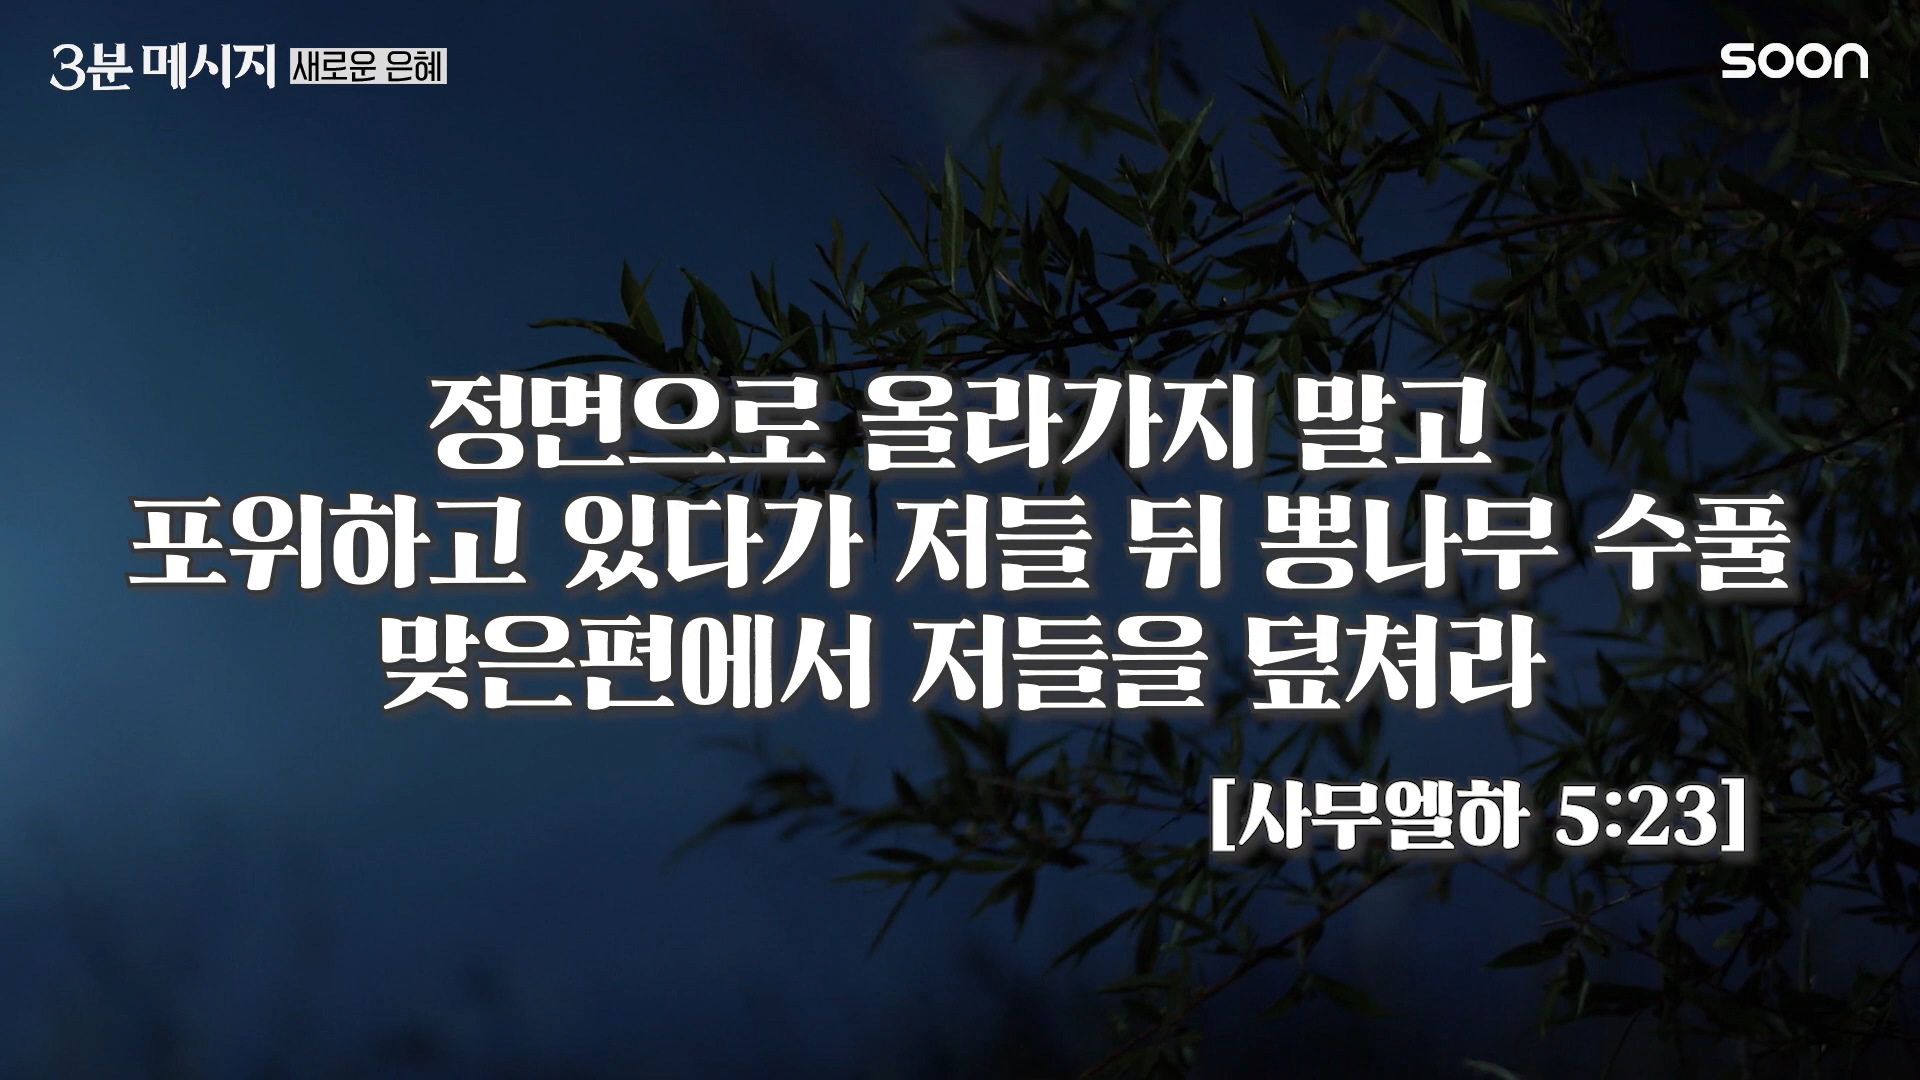 3분 메시지 새로운 은혜
soon
정면으로 올라가지 말고
포위하고 있다가 저들 뒤 뽕나무 수풀
맞은편에서 저들을 덮쳐라
[사무엘하 5:23]